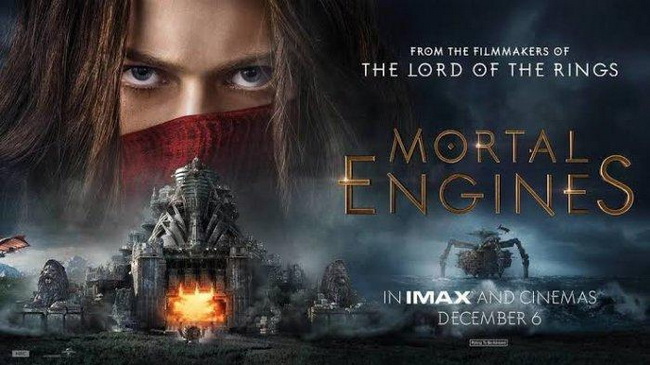 FROM THE FILMMAKERS OF
THE LORD OF THE RINGS
MORTAL
ENGINES
IN IMAX AND CINEMAS
DECEMBER 6